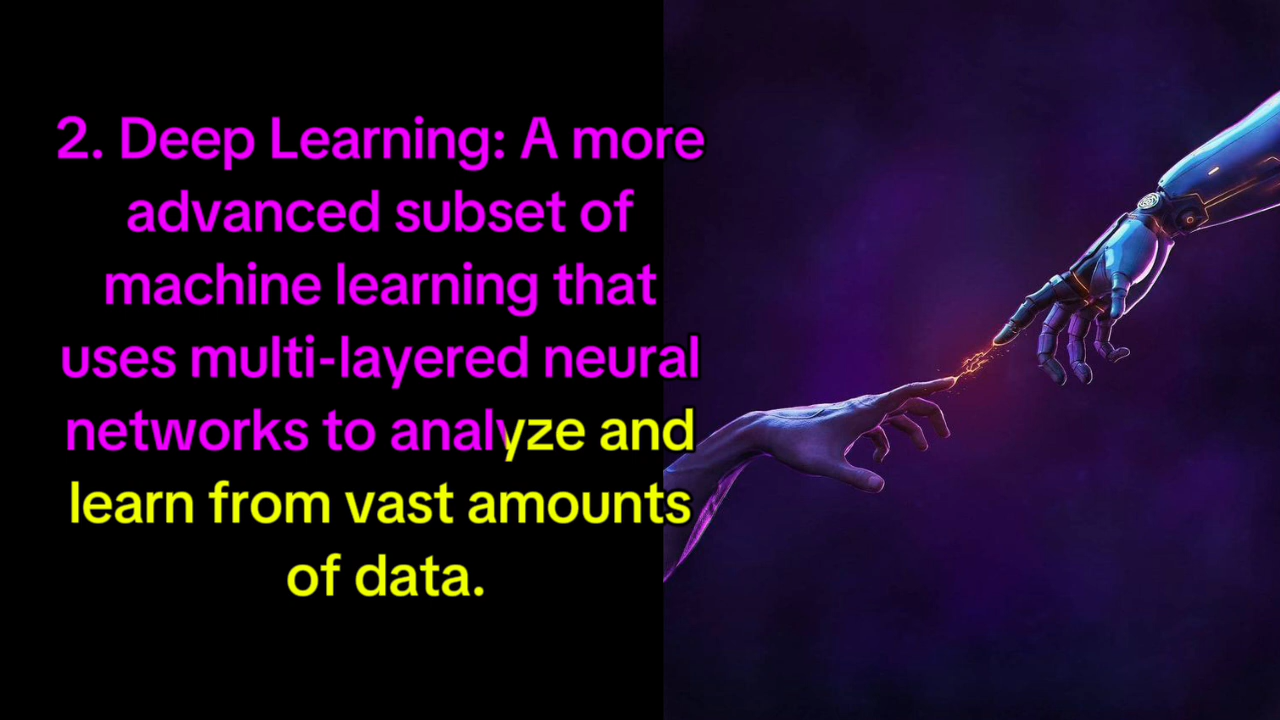 2. Deep Learning: A more
advanced subset of
machine learning that
uses multi-layered neural
networks to analyze and
learn from vast amounts
of data.